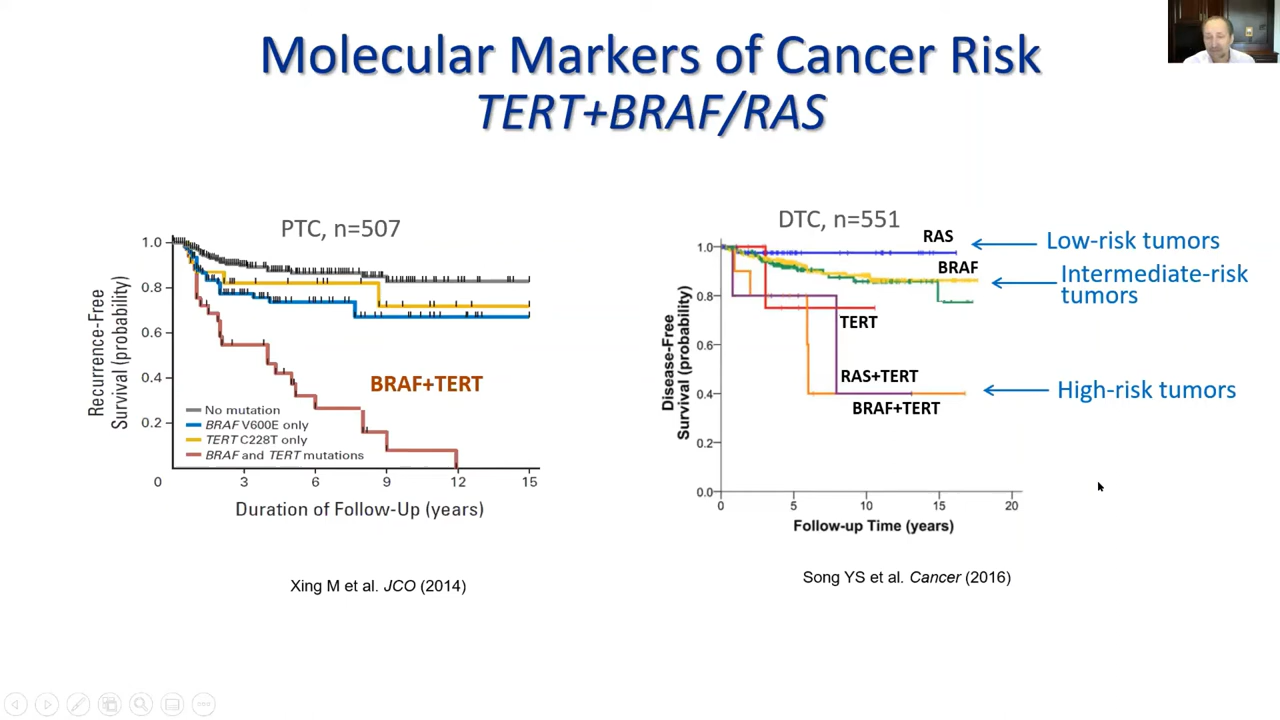 Molecular Markers of Cancer Risk
TERT+BRAF/RAS
PTC, n=507
Recurrence-Free
Survival (probability)
1.0
0.8
0.6
0.4
0.2
0
3
6
9
12
15
BRAF+TERT
No mutation
BRAF V600E only
TERT C228T only
BRAF and TERT mutations
Duration of Follow-Up (years)
Xing M et al. JCO (2014)
DTC, n=551
Disease-Free
Survival (probability)
1.0
0.8
0.6
0.4
0.2
0.0
0
5
10
15
20
RAS
BRAF
TERT
RAS+TERT
BRAF+TERT
Follow-up Time (years)
Song YS et al. Cancer (2016)
Low-risk tumors
Intermediate-risk
tumors
High-risk tumors